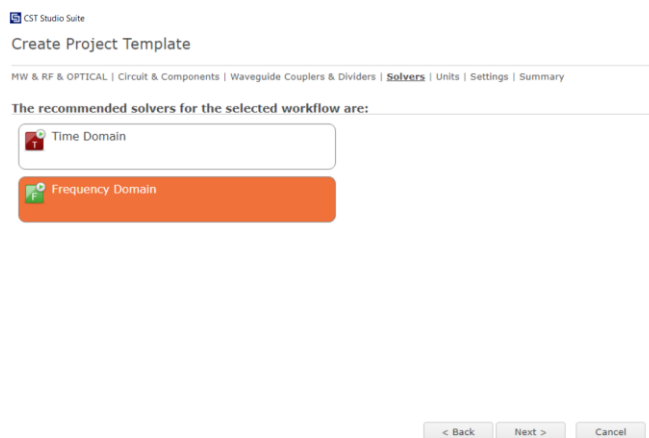 CST Studio Suite
Create Project Template
MW & RF & OPTICAL | Circuit & Components | Waveguide Couplers & Dividers | Solvers | Units | Settings | Summary
The recommended solvers for the selected workflow are:
T
Time Domain
F
Frequency Domain
< Back Next > Cancel